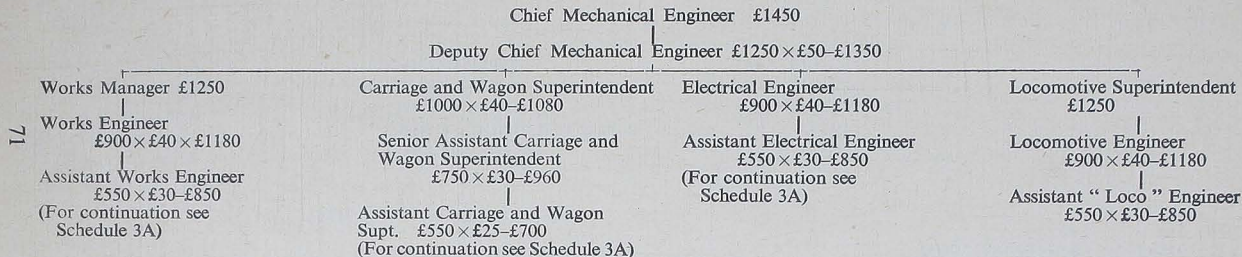 Chief Mechanical Engineer £1450
Deputy Chief Mechanical Engineer £1250×£50–£1350
Works Manager £1250
Works Engineer
£900×£40×£1180
Assistant Works Engineer
£550×£30–£850
(For continuation see
Schedule 3A)
Carriage and Wagon Superintendent
£1000×£40–£1080
Senior Assistant Carriage and
Wagon Superintendent
£750×£30–£960
Assistant Carriage and Wagon
Supt. £550×£25–£700
(For continuation see Schedule 3A)
Electrical Engineer
£900×£40–£1180
Assistant Electrical Engineer
£550×£30–£850
(For continuation see
Schedule 3A)
Locomotive Superintendent
£1250
Locomotive Engineer
£900×£40–£1180
Assistant “ Loco ” Engineer
£550×£30–£850
71